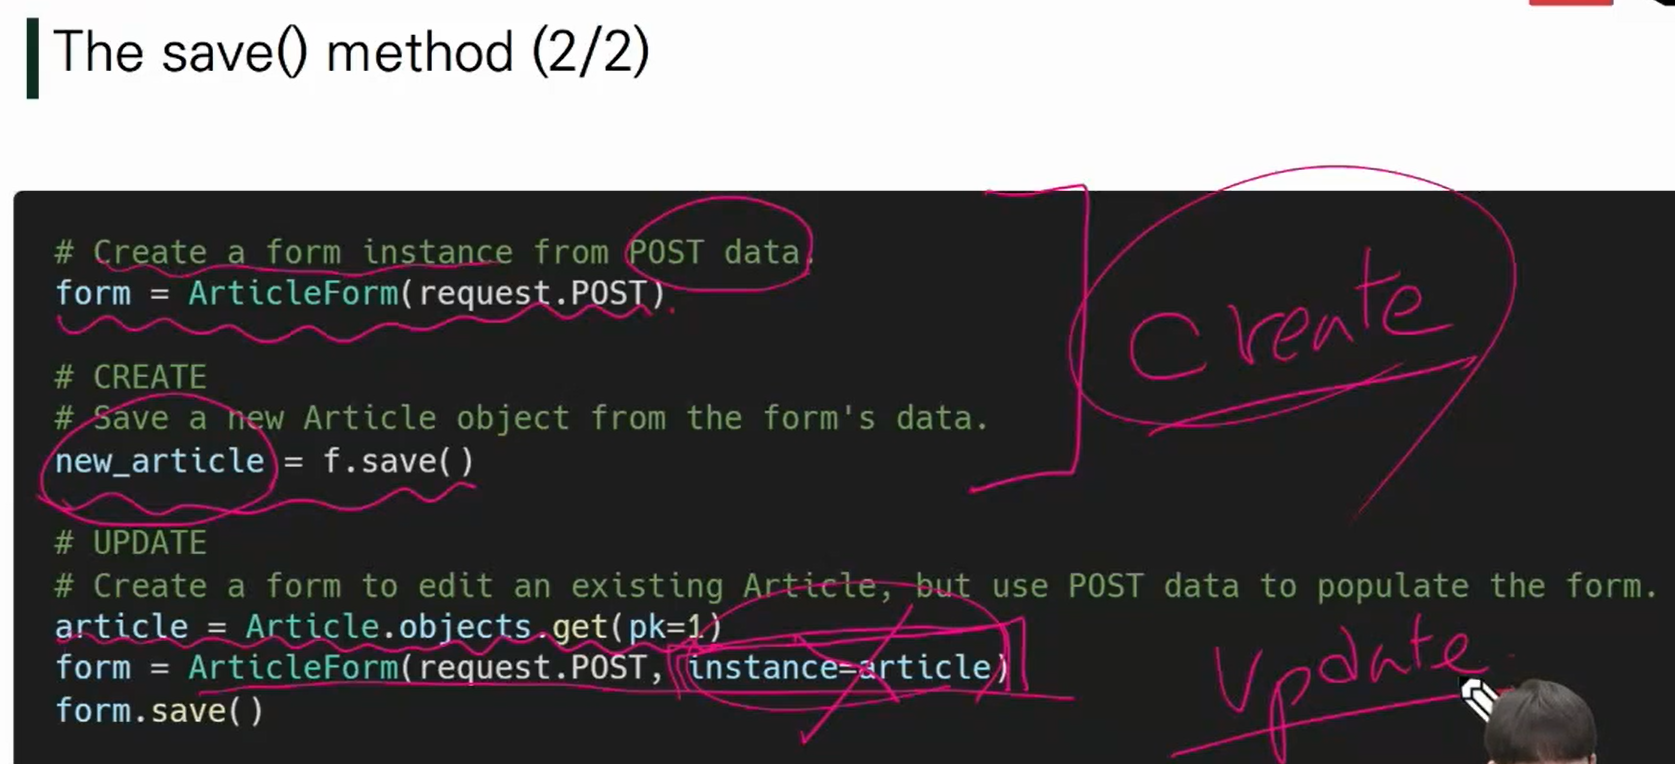 The save() method (2/2)
# Create a form instance from POST data.
form = ArticleForm(request.POST)
# CREATE
# Save a new Article object from the form's data.
new_article = f.save()
create
# UPDATE
# Create a form to edit an existing Article, but use POST data to populate the form.
article = Article.objects.get(pk=1)
form = ArticleForm(request.POST, instance=article)
form.save()
Update